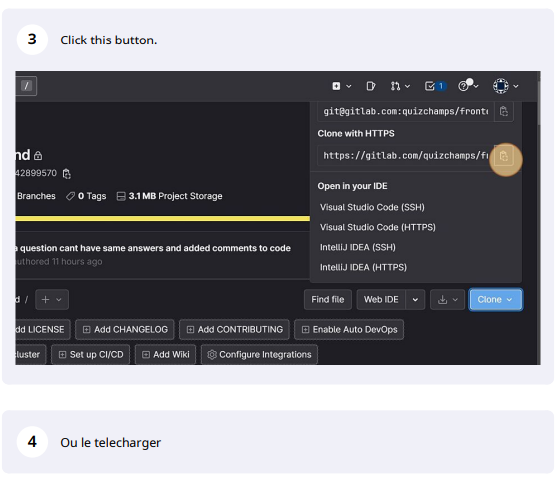 3 Click this button.
/
1
git@gitlab.com:quizchamps/fronte
Clone with HTTPS
nd
https://gitlab.com/quizchamps/fr
42899570
Open in your IDE
Branches 0 Tags 3.1 MB Project Storage
Visual Studio Code (SSH)
Visual Studio Code (HTTPS)
a question cant have same answers and added comments to code
IntelliJ IDEA (SSH)
uthored 11 hours ago
IntelliJ IDEA (HTTPS)
d / + Find file Web IDE Clone
dd LICENSE Add CHANGELOG Add CONTRIBUTING Enable Auto DevOps
cluster Set up CI/CD Add Wiki Configure Integrations
4 Ou le telecharger